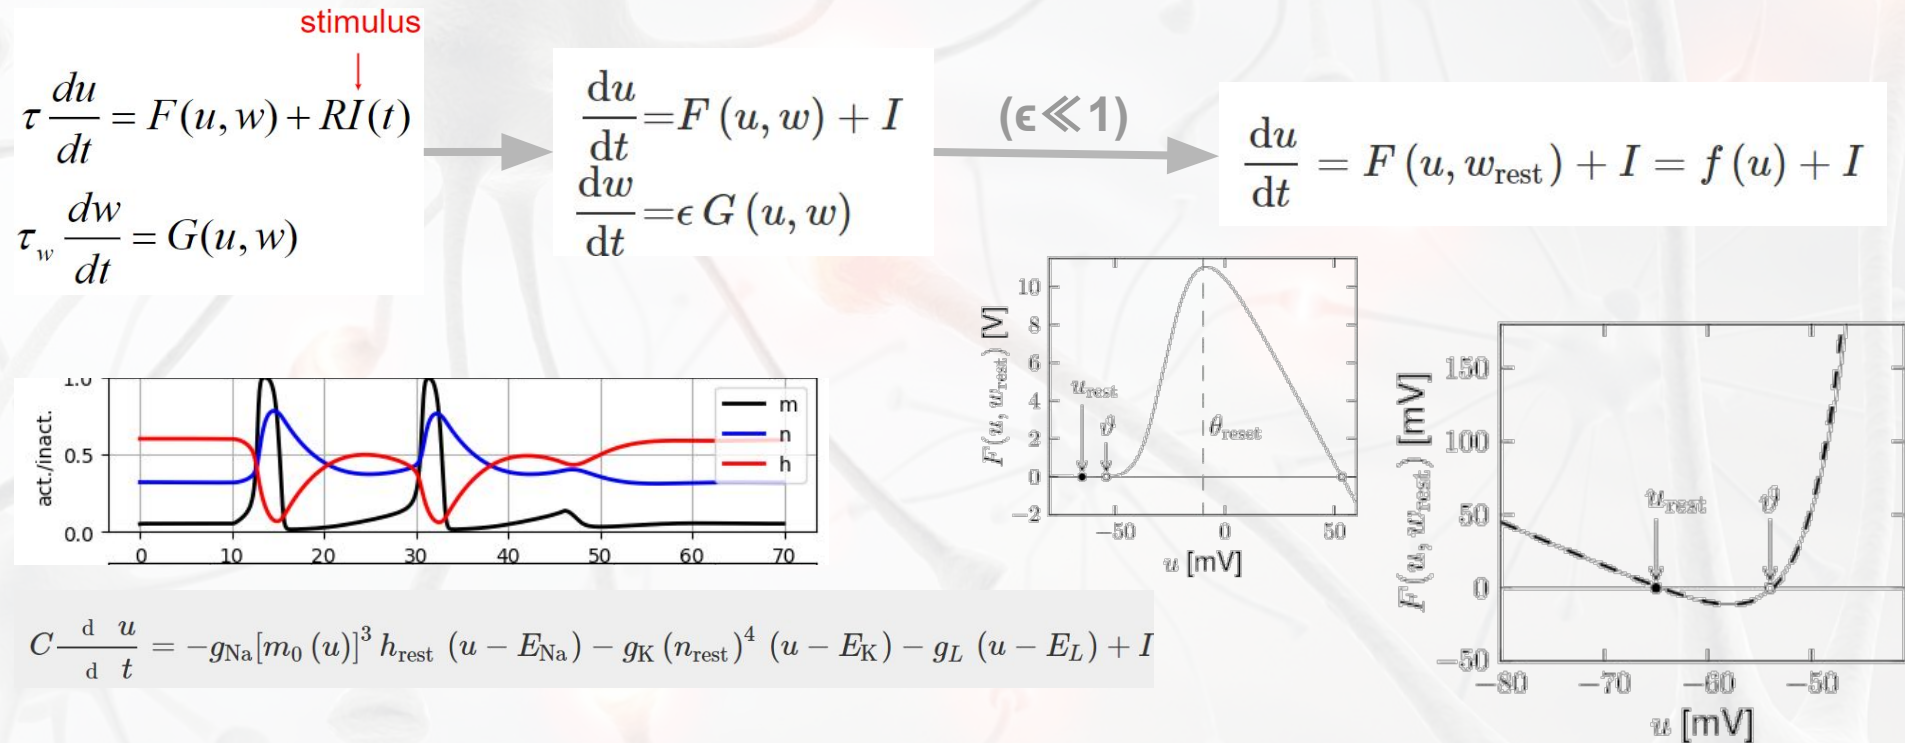 stimulus
τ du/dt = F(u, w) + RI(t)
τ_w dw/dt = G(u, w)
du/dt = F (u, w) + I
dw/dt = ϵ G (u, w)
(ϵ≪1)
du/dt = F (u, w_rest) + I = f (u) + I
1.0
0.5
0.0
act./inact.
m
n
h
0 10 20 30 40 50 60 70
F(u, w_rest) [V]
10
8
6
4
2
0
−2
u_rest
ϑ
θ_reset
−50 0 50
u [mV]
F(u, w_rest) [mV]
150
100
50
0
−50
u_rest
ϑ
−80 −70 −60 −50
u [mV]
C d u / d t = −g_Na[m_0 (u)]^3 h_rest (u − E_Na) − g_K (n_rest)^4 (u − E_K) − g_L (u − E_L) + I